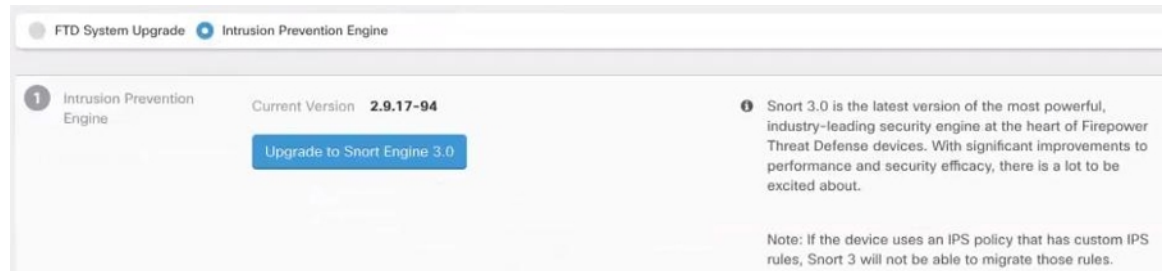 FTD System Upgrade Intrusion Prevention Engine
1 Intrusion Prevention
Engine
Current Version 2.9.17-94
Upgrade to Snort Engine 3.0
Snort 3.0 is the latest version of the most powerful,
industry-leading security engine at the heart of Firepower
Threat Defense devices. With significant improvements to
performance and security efficacy, there is a lot to be
excited about.
Note: If the device uses an IPS policy that has custom IPS
rules, Snort 3 will not be able to migrate those rules.